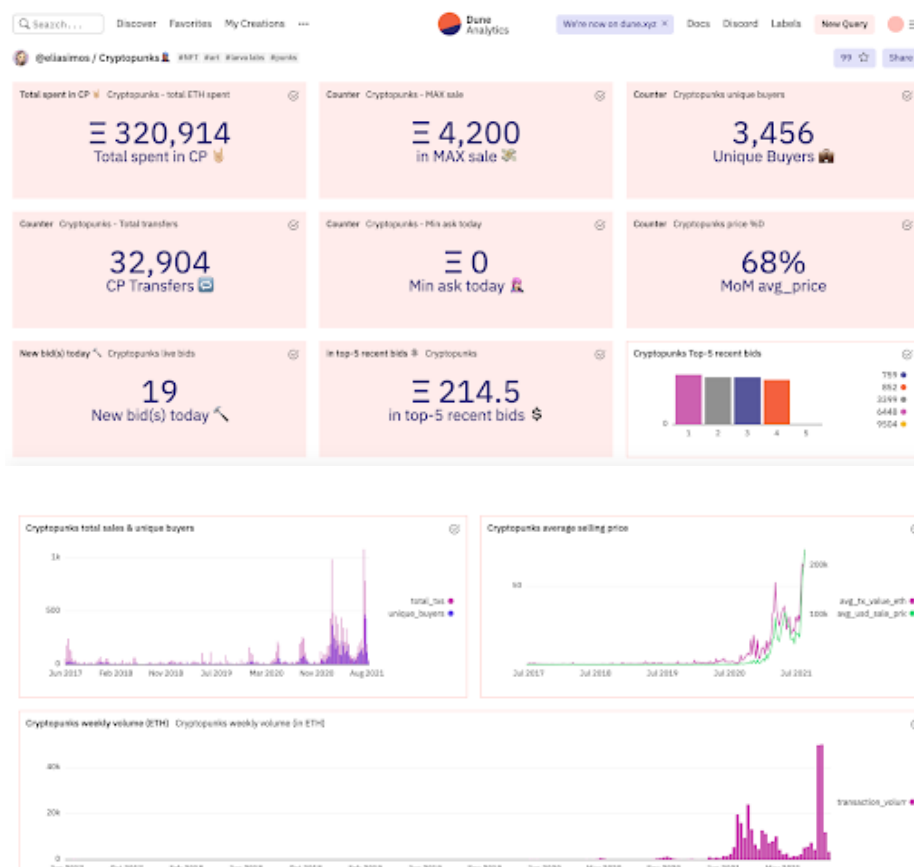 Search...
Discover Favorites My Creations ...
Dune Analytics
We're now on dune.xyz ×
Docs Discord Labels
New Query
@eliasimos / Cryptopunks #NFT #art #larva labs #punks
99
Share
Total spent in CP Cryptopunks - total ETH spent
Ξ 320,914
Total spent in CP
Counter Cryptopunks - MAX sale
Ξ 4,200
in MAX sale
Counter Cryptopunks unique buyers
3,456
Unique Buyers
Counter Cryptopunks - Total transfers
32,904
CP Transfers
Counter Cryptopunks - Min ask today
Ξ 0
Min ask today
Counter Cryptopunks price %D
68%
MoM avg_price
New bid(s) today Cryptopunks live bids
19
New bid(s) today
in top-5 recent bids Cryptopunks
Ξ 214.5
in top-5 recent bids $
Cryptopunks Top-5 recent bids
0
1 2 3 4 5
759
852
3399
6448
9504
Cryptopunks total sales & unique buyers
1k
500
0
Jun 2017 Feb 2018 Nov 2018 Jul 2019 Mar 2020 Nov 2020 Aug 2021
total_txs
unique_buyers
Cryptopunks average selling price
50
0
200k
100k
Jul 2017 Jul 2018 Jul 2019 Jul 2020 Jul 2021
avg_tx_value_eth
avg_usd_sale_pric
Cryptopunks weekly volume (ETH) Cryptopunks weekly volume (in ETH)
40k
20k
0
transaction_volum